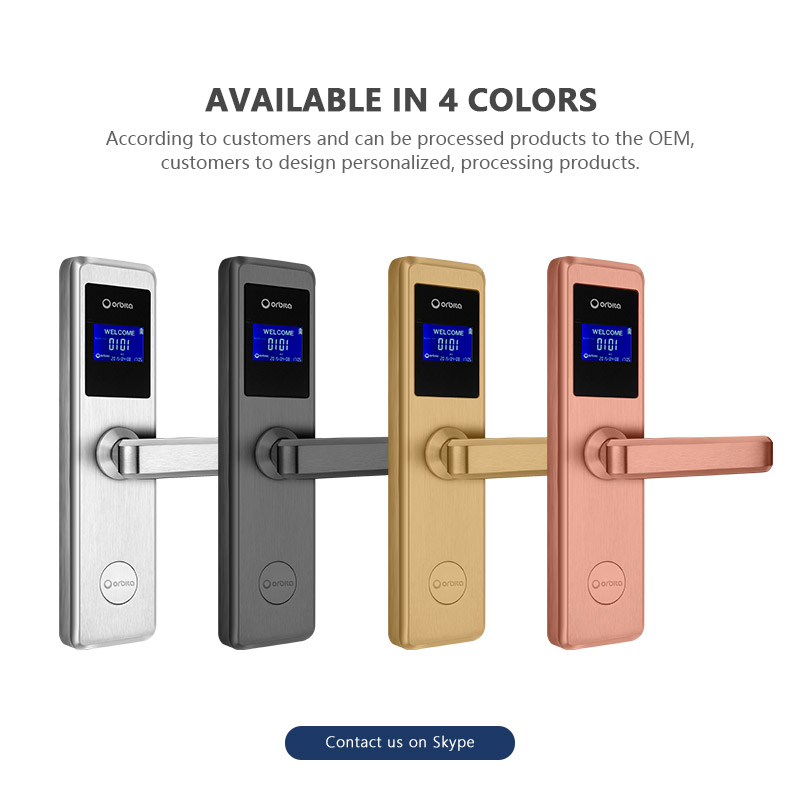 AVAILABLE IN 4 COLORS
According to customers and can be processed products to the OEM,
customers to design personalized, processing products.
orbita
WELCOME
0101
orbita
orbita
WELCOME
0101
orbita
orbita
WELCOME
0101
orbita
orbita
WELCOME
0101
orbita
Contact us on Skype